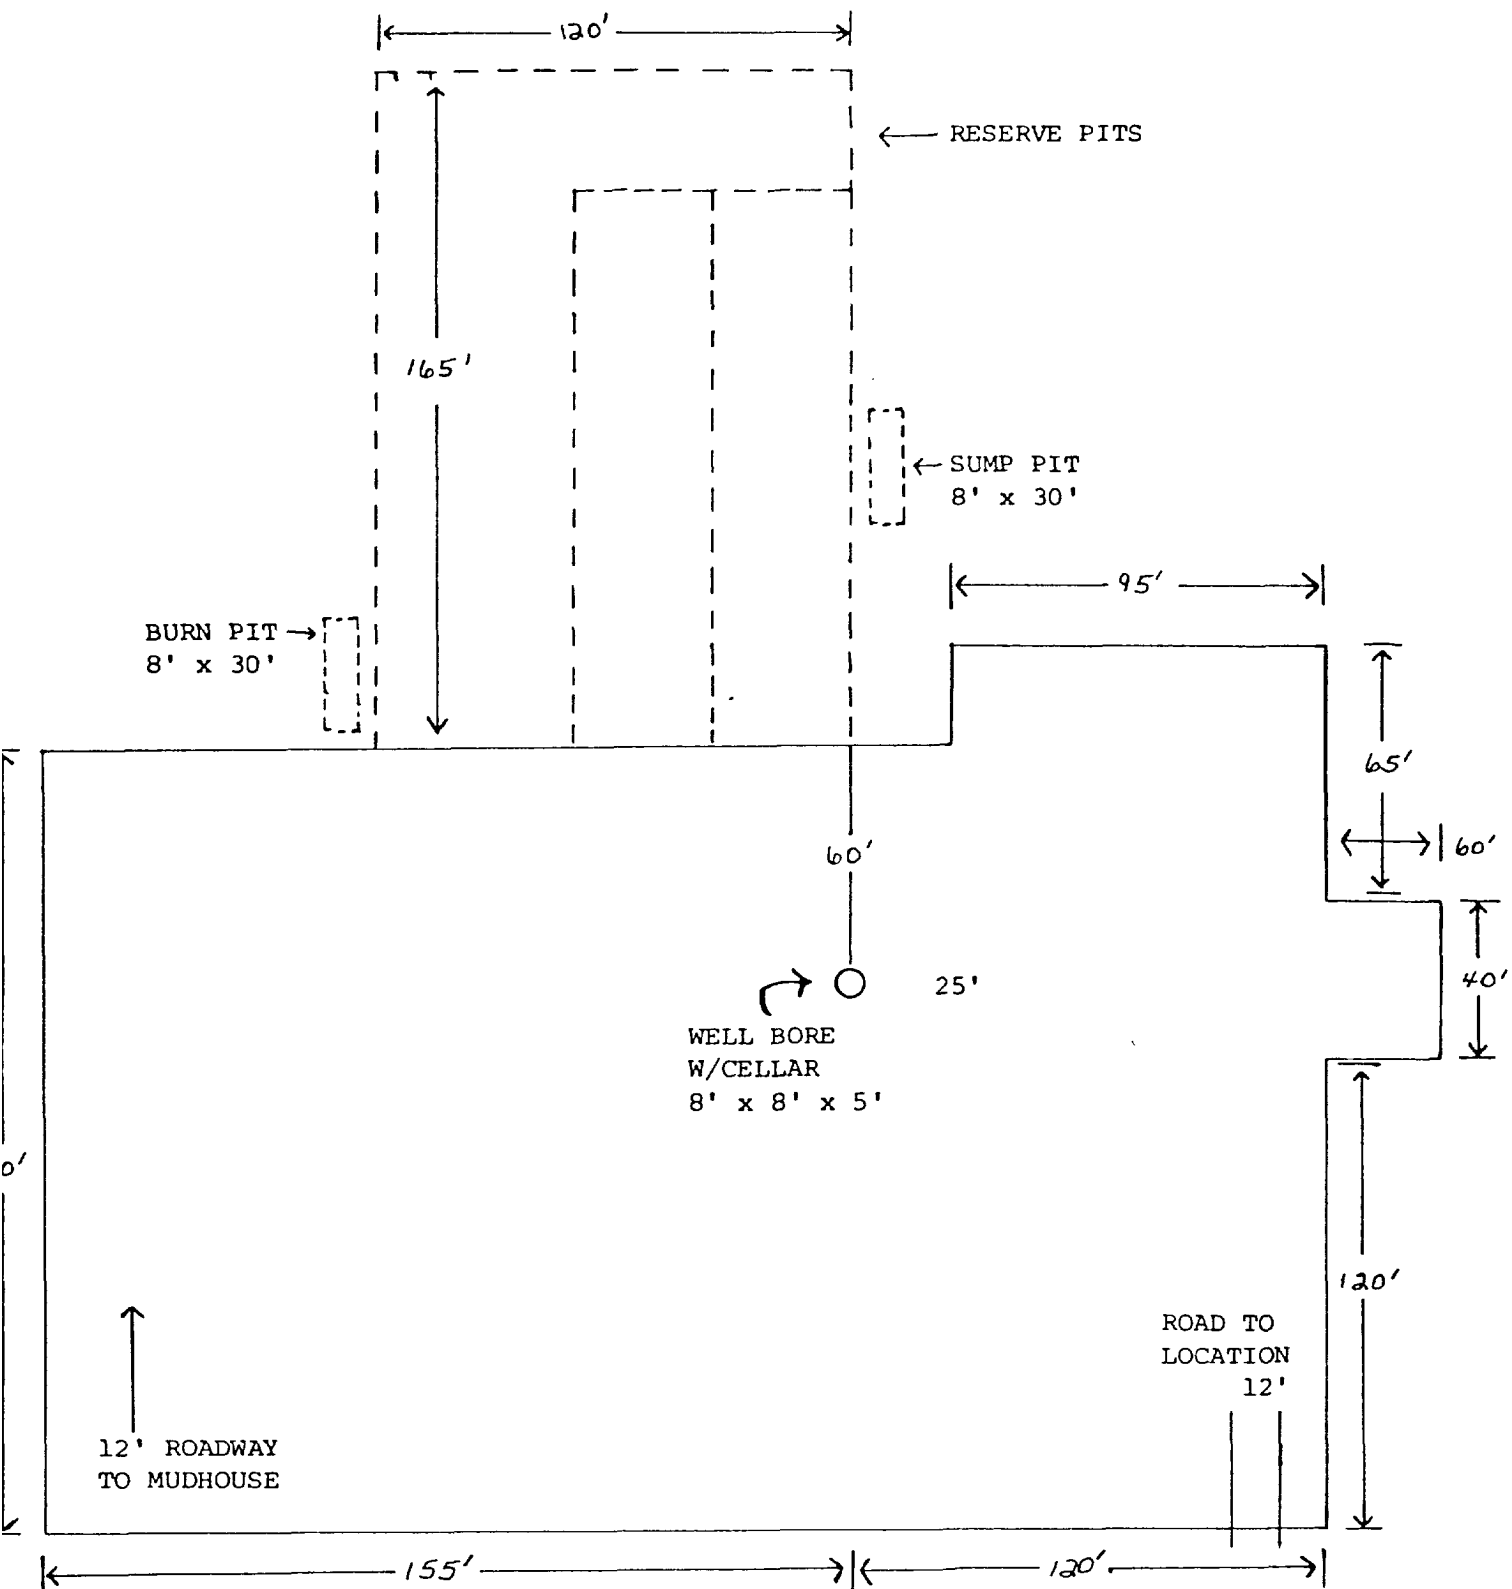 120'
RESERVE PITS
165'
SUMP PIT
8' x 30'
95'
BURN PIT
8' x 30'
65'
60'
60'
25'
40'
WELL BORE
W/CELLAR
8' x 8' x 5'
0'
120'
ROAD TO
LOCATION
12'
12' ROADWAY
TO MUDHOUSE
155'
120'